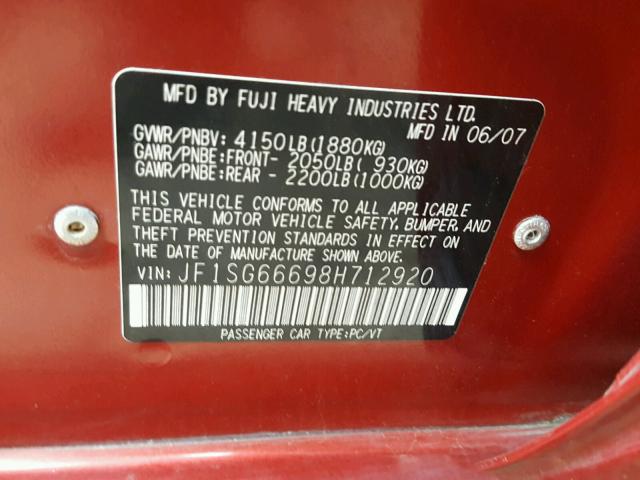 MFD BY FUJI HEAVY INDUSTRIES LTD.
MFD IN 06/07
GVWR/PNBV: 4150LB(1880KG)
GAWR/PNBE:FRONT- 2050LB( 930KG)
GAWR/PNBE:REAR - 2200LB(1000KG)
THIS VEHICLE CONFORMS TO ALL APPLICABLE
FEDERAL MOTOR VEHICLE SAFETY, BUMPER, AND
THEFT PREVENTION STANDARDS IN EFFECT ON
THE DATE OF MANUFACTURE SHOWN ABOVE.
VIN: JF1SG66698H712920
PASSENGER CAR TYPE:PC/VT